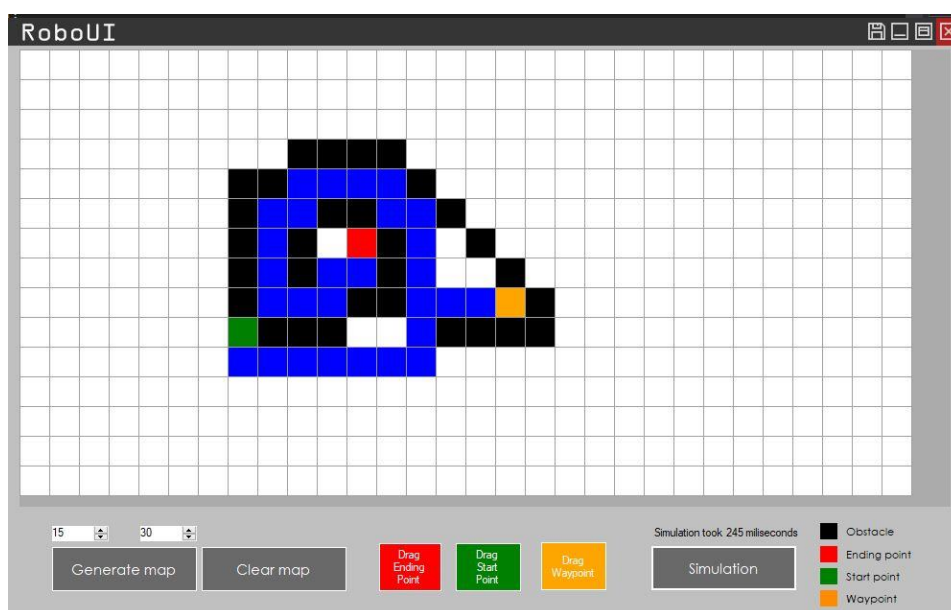 RoboUI
15
30
Generate map
Clear map
Drag
Ending
Point
Drag
Start
Point
Drag
Waypoint
Simulation took 245 miliseconds
Simulation
Obstacle
Ending point
Start point
Waypoint